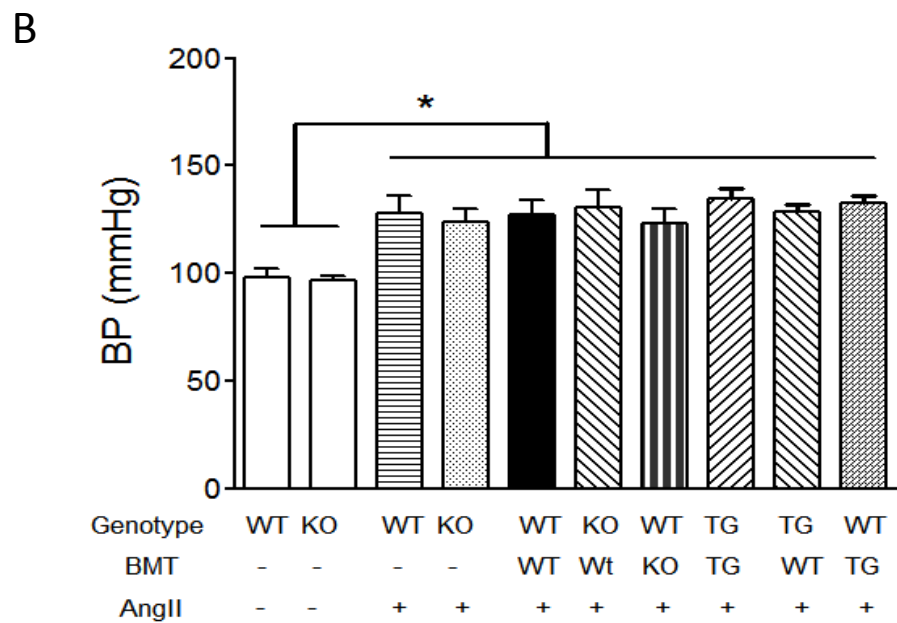 B
200
*
150
100
50
0
BP (mmHg)
Genotype WT KO WT KO WT KO WT TG TG WT
BMT - - - - WT Wt KO TG WT TG
AngII - - + + + + + + + +